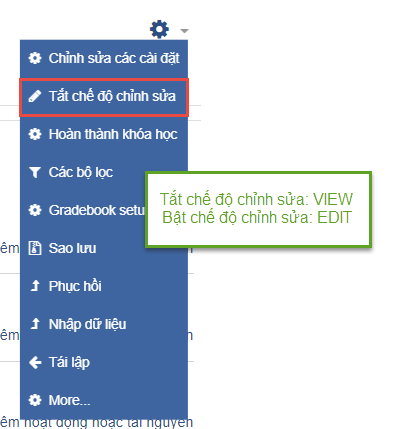 Chỉnh sửa các cài đặt
Tắt chế độ chỉnh sửa
Hoàn thành khóa học
Các bộ lọc
Tắt chế độ chỉnh sửa: VIEW
Bật chế độ chỉnh sửa: EDIT
Gradebook setu
Sao lưu
Phục hồi
Nhập dữ liệu
Tái lập
More...
êm hoạt động hoặc tài nguyên